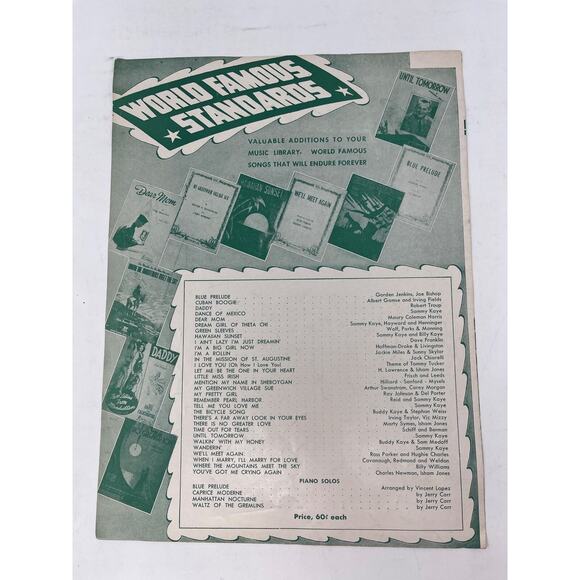 WORLD FAMOUS
STANDARDS
VALUABLE ADDITIONS TO YOUR
MUSIC LIBRARY. WORLD FAMOUS
SONGS THAT WILL ENDURE FOREVER
UNTIL TOMORROW
BLUE PRELUDE
Dear Mom
MY GREENWICH VILLAGE SUE
HAWAIIAN SUNSET
WE'LL MEET AGAIN
WHERE THE MOUNTAINS MEET THE SKY
DADDY
BLUE PRELUDE Gordon Jenkins, Joe Bishop
CUBAN BOOGIE Albert Gamse and Irving Fields
DADDY Robert Troup
DANCE OF MEXICO Sammy Kaye
DEAR MOM Maury Coleman Harris
DREAM GIRL OF THETA CHI Sammy Kaye, Hayward and Henninger
GREEN SLEEVES Wolf, Parks & Manning
HAWAIIAN SUNSET Sammy Kaye and Billy Kaye
I AIN'T LAZY I'M JUST DREAMIN' Dave Franklin
I'M A BIG GIRL NOW Hoffman-Drake & Livingston
I'M A ROLLIN' Jackie Miles & Sunny Skylar
IN THE MISSION OF ST. AUGUSTINE Jack Chiarelli
I LOVE YOU (Oh How I Love You) Theme of Tommy Tucker
LET ME BE THE ONE IN YOUR HEART H. Lawrence & Isham Jones
LITTLE MISS IRISH Frisch and Leeds
MENTION MY NAME IN SHEBOYGAN Hilliard - Sanford - Mysels
MY GREENWICH VILLAGE SUE Arthur Swanstrom, Carey Morgan
MY PRETTY GIRL Ray Johnson & Del Porter
REMEMBER PEARL HARBOR Reid and Sammy Kaye
TELL ME YOU LOVE ME Sammy Kaye
THE BICYCLE SONG Buddy Kaye & Stephen Weiss
THERE'S A FAR AWAY LOOK IN YOUR EYES Irving Taylor, Vic Mizzy
THERE IS NO GREATER LOVE Marty Symes, Isham Jones
TIME OUT FOR TEARS Schiff and Berman
UNTIL TOMORROW Sammy Kaye
WALKIN' WITH MY HONEY Buddy Kaye & Sam Medoff
WANDERIN' Sammy Kaye
WE'LL MEET AGAIN Ross Parker and Hughie Charles
WHEN I MARRY, I'LL MARRY FOR LOVE Cavanaugh, Redmond and Weldon
WHERE THE MOUNTAINS MEET THE SKY Billy Williams
YOU'VE GOT ME CRYING AGAIN Charles Newman, Isham Jones
PIANO SOLOS
BLUE PRELUDE Arranged by Vincent Lopez
CAPRICE MODERNE by Jerry Carr
MANHATTAN NOCTURNE by Jerry Carr
WALTZ OF THE GREMLINS by Jerry Carr
Price, 60¢ each